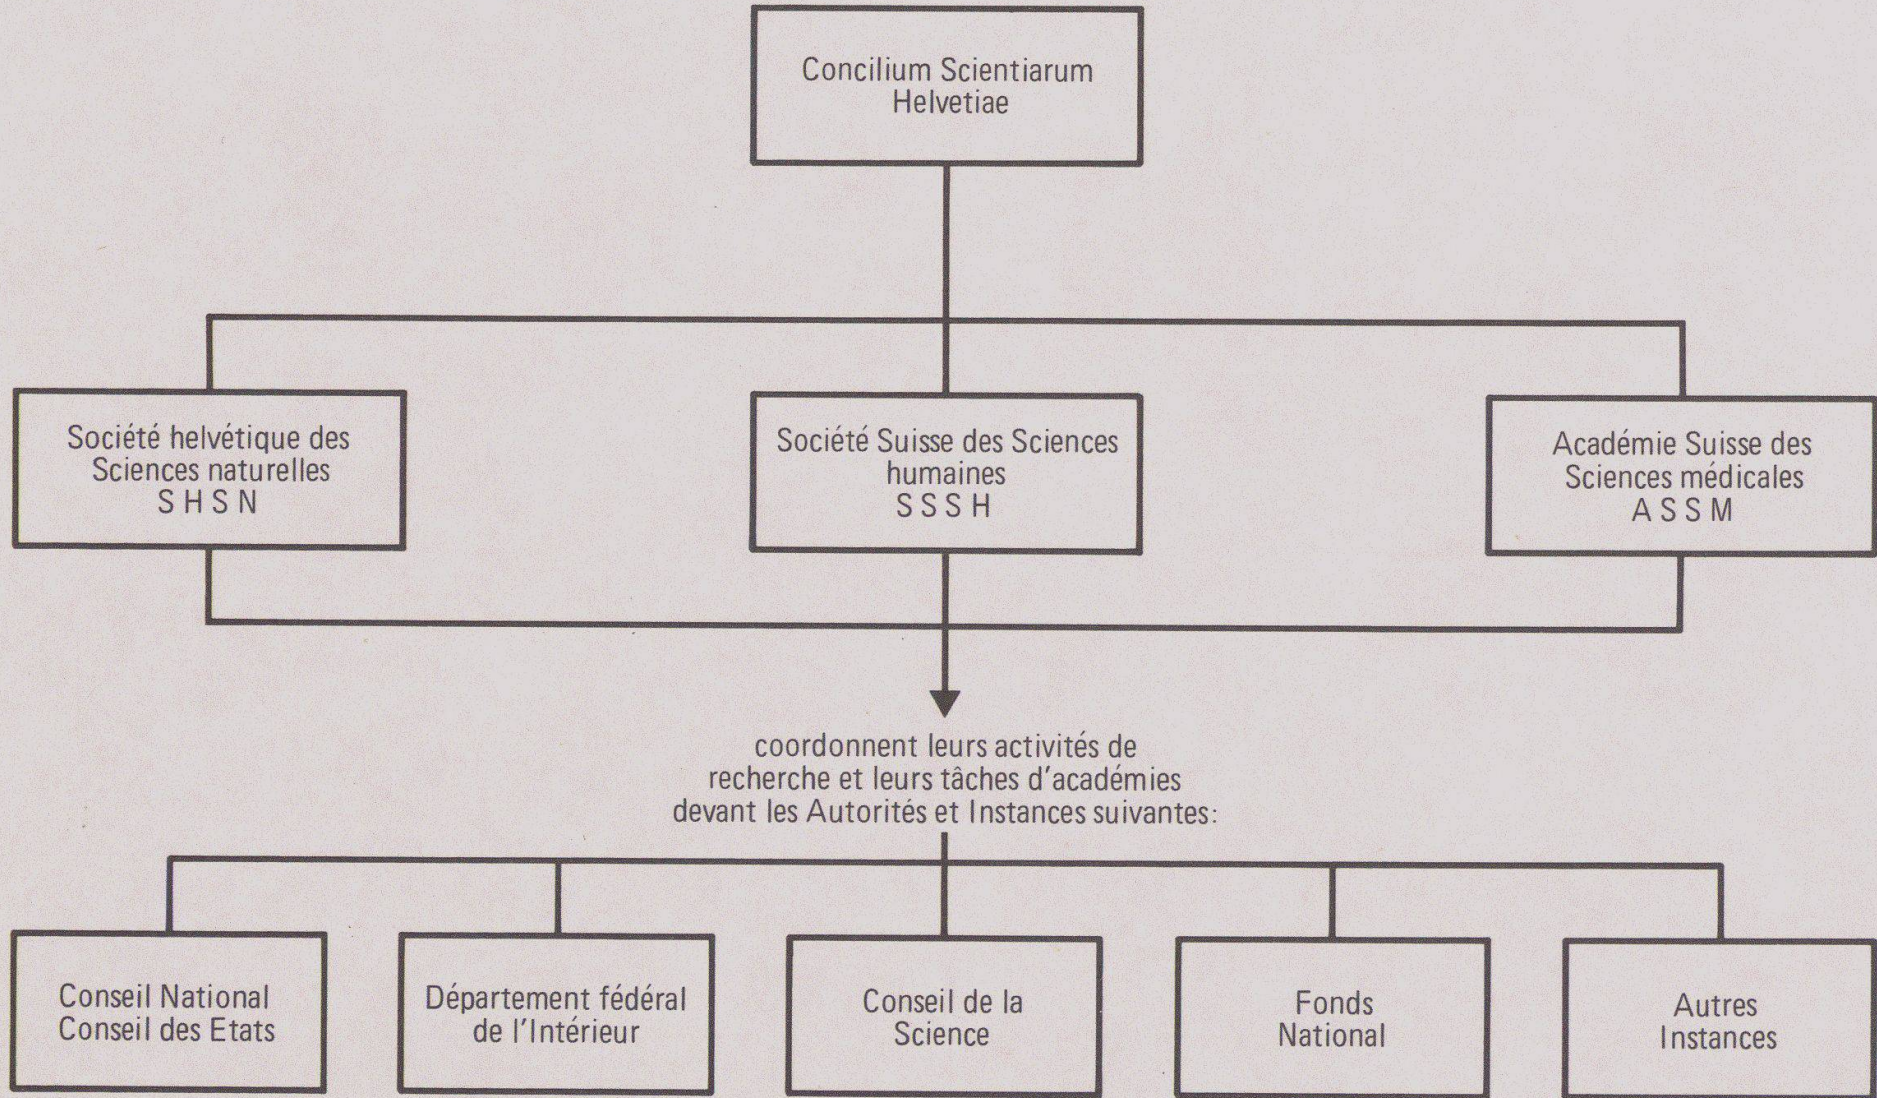 Concilium Scientiarum
Helvetiae
Société helvétique des
Sciences naturelles
S H S N
Société Suisse des Sciences
humaines
S S S H
Académie Suisse des
Sciences médicales
A S S M
coordonnent leurs activités de
recherche et leurs tâches d'académies
devant les Autorités et Instances suivantes:
Conseil National
Conseil des Etats
Département fédéral
de l'Intérieur
Conseil de la
Science
Fonds
National
Autres
Instances